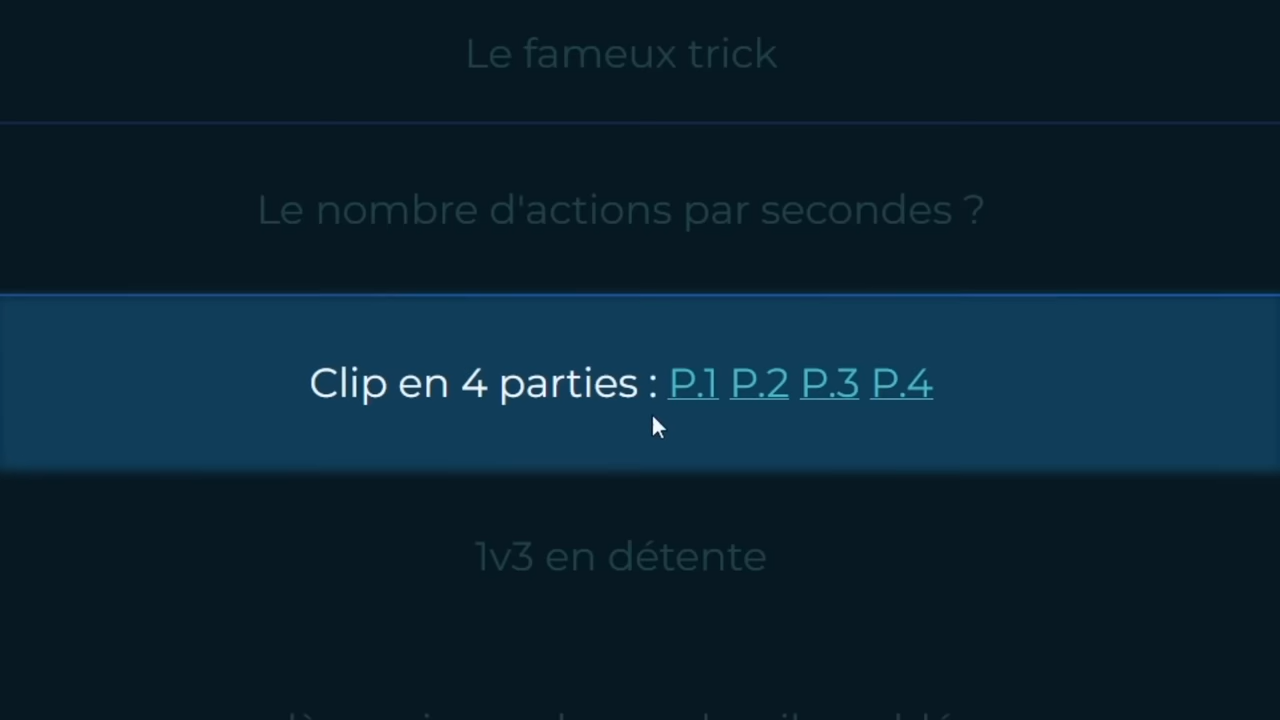 Le fameux trick
Le nombre d'actions par secondes ?
Clip en 4 parties : P.1 P.2 P.3 P.4
1v3 en détente